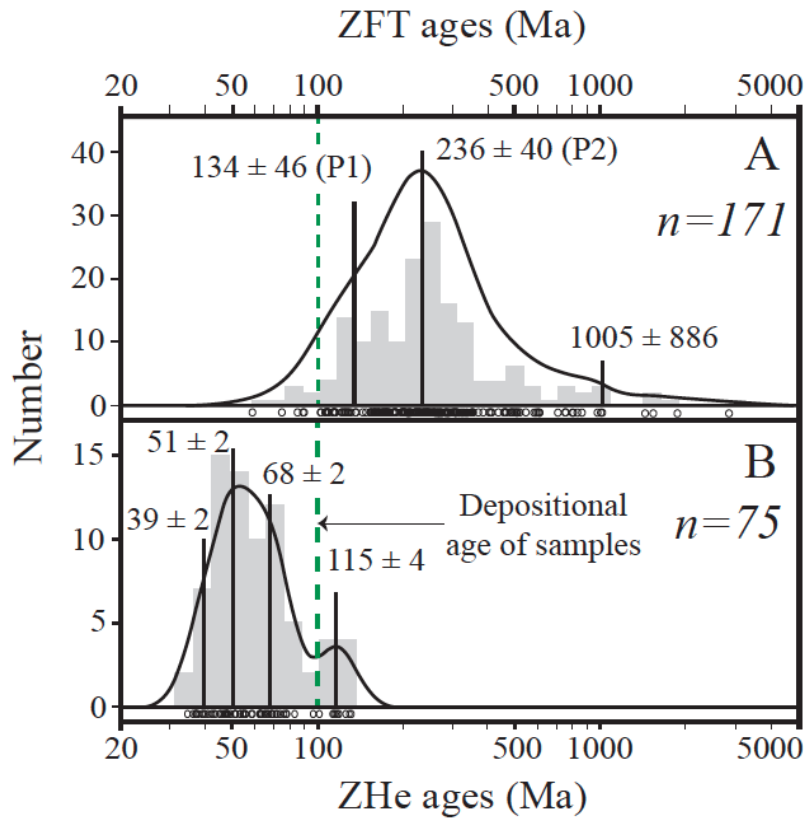 ZFT ages (Ma)
20 50 100 500 1000 5000
40
30
20
10
0
134 ± 46 (P1)
236 ± 40 (P2)
A
n=171
1005 ± 886
Number
15
10
5
0
51 ± 2
68 ± 2
39 ± 2
115 ± 4
Depositional
age of samples
B
n=75
20 50 100 500 1000 5000
ZHe ages (Ma)